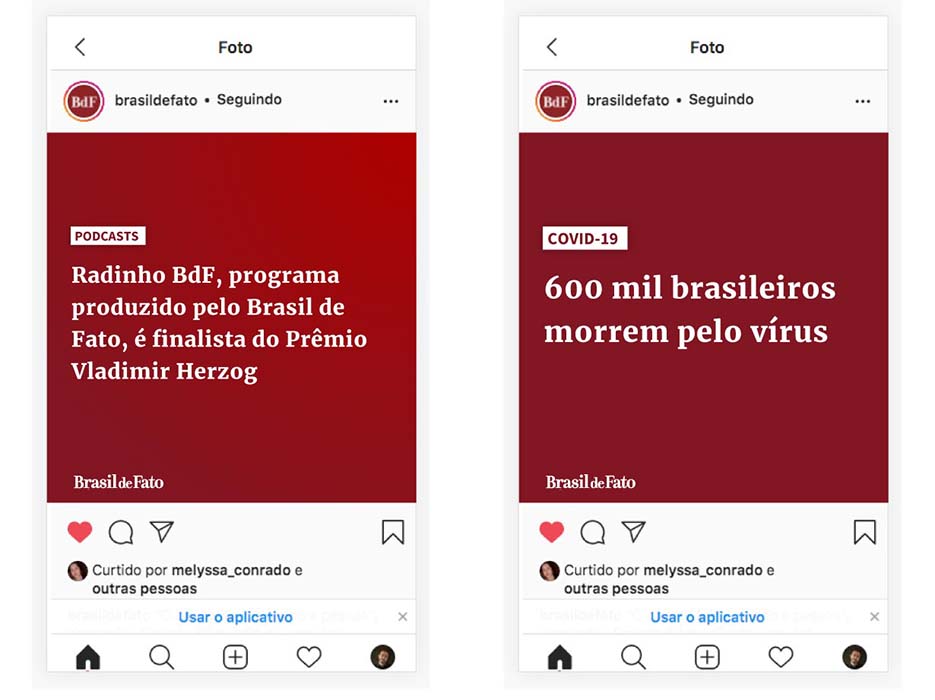 Foto
BdF brasildefato • Seguindo
PODCASTS
Radinho BdF, programa
produzido pelo Brasil de
Fato, é finalista do Prêmio
Vladimir Herzog
Brasil de Fato
Curtido por melyssa_conrado e
outras pessoas
Usar o aplicativo
Foto
BdF brasildefato • Seguindo
COVID-19
600 mil brasileiros
morrem pelo vírus
Brasil de Fato
Curtido por melyssa_conrado e
outras pessoas
Usar o aplicativo